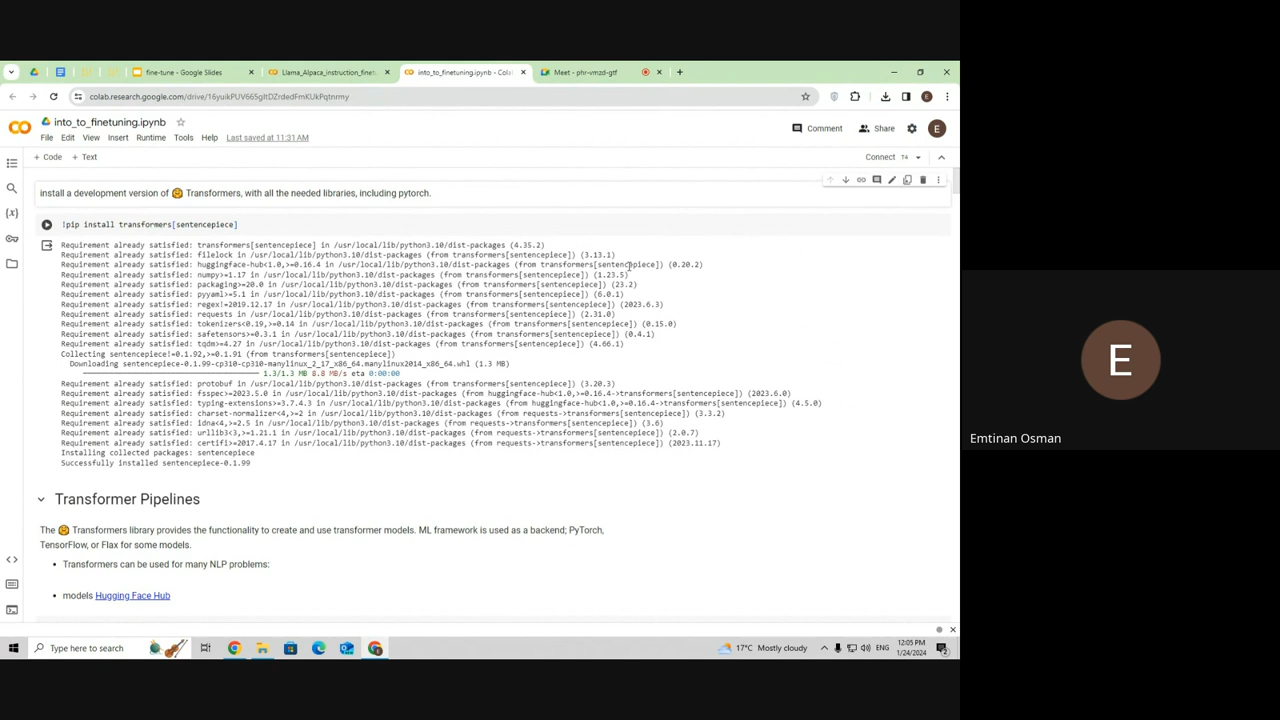 fine-tune - Google Slides
Llama_Alpaca_instruction_finet
into_to_finetuning.ipynb - Colab
Meet - phr-vmzd-gtf
colab.research.google.com/drive/16yuikPUV665gItDZrdedFmKUkPqtnrmy
into_to_finetuning.ipynb
File Edit View Insert Runtime Tools Help Last saved at 11:31 AM
Comment Share E
+ Code + Text Connect T4
install a development version of 🤗 Transformers, with all the needed libraries, including pytorch.
!pip install transformers[sentencepiece]
Requirement already satisfied: transformers[sentencepiece] in /usr/local/lib/python3.10/dist-packages (4.35.2)
Requirement already satisfied: filelock in /usr/local/lib/python3.10/dist-packages (from transformers[sentencepiece]) (3.13.1)
Requirement already satisfied: huggingface-hub<1.0,>=0.16.4 in /usr/local/lib/python3.10/dist-packages (from transformers[sentencepiece]) (0.20.2)
Requirement already satisfied: numpy>=1.17 in /usr/local/lib/python3.10/dist-packages (from transformers[sentencepiece]) (1.23.5)
Requirement already satisfied: packaging>=20.0 in /usr/local/lib/python3.10/dist-packages (from transformers[sentencepiece]) (23.2)
Requirement already satisfied: pyyaml>=5.1 in /usr/local/lib/python3.10/dist-packages (from transformers[sentencepiece]) (6.0.1)
Requirement already satisfied: regex!=2019.12.17 in /usr/local/lib/python3.10/dist-packages (from transformers[sentencepiece]) (2023.6.3)
Requirement already satisfied: requests in /usr/local/lib/python3.10/dist-packages (from transformers[sentencepiece]) (2.31.0)
Requirement already satisfied: tokenizers<0.19,>=0.14 in /usr/local/lib/python3.10/dist-packages (from transformers[sentencepiece]) (0.15.0)
Requirement already satisfied: safetensors>=0.3.1 in /usr/local/lib/python3.10/dist-packages (from transformers[sentencepiece]) (0.4.1)
Requirement already satisfied: tqdm>=4.27 in /usr/local/lib/python3.10/dist-packages (from transformers[sentencepiece]) (4.66.1)
Collecting sentencepiece!=0.1.92,>=0.1.91 (from transformers[sentencepiece])
Downloading sentencepiece-0.1.99-cp310-cp310-manylinux_2_17_x86_64.manylinux2014_x86_64.whl (1.3 MB)
1.3/1.3 MB 8.8 MB/s eta 0:00:00
Requirement already satisfied: protobuf in /usr/local/lib/python3.10/dist-packages (from transformers[sentencepiece]) (3.20.3)
Requirement already satisfied: fsspec>=2023.5.0 in /usr/local/lib/python3.10/dist-packages (from huggingface-hub<1.0,>=0.16.4->transformers[sentencepiece]) (2023.6.0)
Requirement already satisfied: typing-extensions>=3.7.4.3 in /usr/local/lib/python3.10/dist-packages (from huggingface-hub<1.0,>=0.16.4->transformers[sentencepiece]) (4.5.0)
Requirement already satisfied: charset-normalizer<4,>=2 in /usr/local/lib/python3.10/dist-packages (from requests->transformers[sentencepiece]) (3.3.2)
Requirement already satisfied: idna<4,>=2.5 in /usr/local/lib/python3.10/dist-packages (from requests->transformers[sentencepiece]) (3.6)
Requirement already satisfied: urllib3<3,>=1.21.1 in /usr/local/lib/python3.10/dist-packages (from requests->transformers[sentencepiece]) (2.0.7)
Requirement already satisfied: certifi>=2017.4.17 in /usr/local/lib/python3.10/dist-packages (from requests->transformers[sentencepiece]) (2023.11.17)
Installing collected packages: sentencepiece
Successfully installed sentencepiece-0.1.99
Transformer Pipelines
The 🤗 Transformers library provides the functionality to create and use transformer models. ML framework is used as a backend; PyTorch,
TensorFlow, or Flax for some models.
• Transformers can be used for many NLP problems:
• models Hugging Face Hub
Type here to search
17°C Mostly cloudy
ENG
12:05 PM
1/24/2024
E
Emtinan Osman